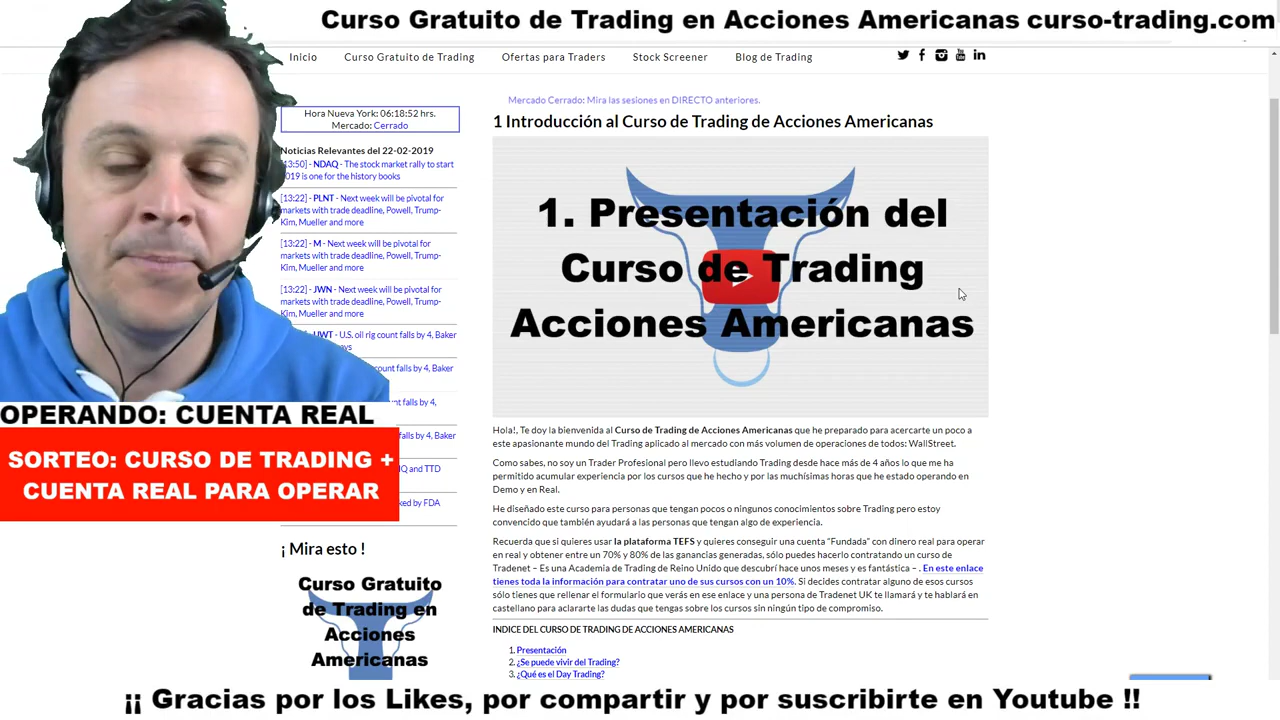 Curso Gratuito de Trading en Acciones Americanas curso-trading.com
Inicio
Curso Gratuito de Trading
Ofertas para Traders
Stock Screener
Blog de Trading
Hora Nueva York: 06:18:52 hrs.
Mercado: Cerrado
Noticias Relevantes del 22-02-2019
[13:50] - NDAQ - The stock market rally to start
2019 is one for the history books
[13:22] - PLNT - Next week will be pivotal for
markets with trade deadline, Powell, Trump-
Kim, Mueller and more
[13:22] - M - Next week will be pivotal for
markets with trade deadline, Powell, Trump-
Kim, Mueller and more
[13:22] - JWN - Next week will be pivotal for
markets with trade deadline, Powell, Trump-
Kim, Mueller and more
- U.S. oil rig count falls by 4, Baker
count falls by 4, Baker
falls by 4,
falls by 4, Baker
and TTD
by FDA
OPERANDO: CUENTA REAL
SORTEO: CURSO DE TRADING +
CUENTA REAL PARA OPERAR
¡ Mira esto !
Curso Gratuito
de Trading en
Acciones
Americanas
Mercado Cerrado: Mira las sesiones en DIRECTO anteriores.
1 Introducción al Curso de Trading de Acciones Americanas
1. Presentación del
Curso de Trading
Acciones Americanas
Hola!, Te doy la bienvenida al Curso de Trading de Acciones Americanas que he preparado para acercarte un poco a
este apasionante mundo del Trading aplicado al mercado con más volumen de operaciones de todos: WallStreet.
Como sabes, no soy un Trader Profesional pero llevo estudiando Trading desde hace más de 4 años lo que me ha
permitido acumular experiencia por los cursos que he hecho y por las muchísimas horas que he estado operando en
Demo y en Real.
He diseñado este curso para personas que tengan pocos o ningunos conocimientos sobre Trading pero estoy
convencido que también ayudará a las personas que tengan algo de experiencia.
Recuerda que si quieres usar la plataforma TEFS y quieres conseguir una cuenta "Fundada" con dinero real para operar
en real y obtener entre un 70% y 80% de las ganancias generadas, sólo puedes hacerlo contratando un curso de
Tradenet – Es una Academia de Trading de Reino Unido que descubrí hace unos meses y es fantástica – . En este enlace
tienes toda la información para contratar uno de sus cursos con un 10%. Si decides contratar alguno de esos cursos
sólo tienes que rellenar el formulario que verás en ese enlace y una persona de Tradenet UK te llamará y te hablará en
castellano para aclararte las dudas que tengas sobre los cursos sin ningún tipo de compromiso.
INDICE DEL CURSO DE TRADING DE ACCIONES AMERICANAS
1. Presentación
2. ¿Se puede vivir del Trading?
3. ¿Qué es el Day Trading?
¡¡ Gracias por los Likes, por compartir y por suscribirte en Youtube !!